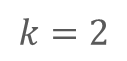 k = 2